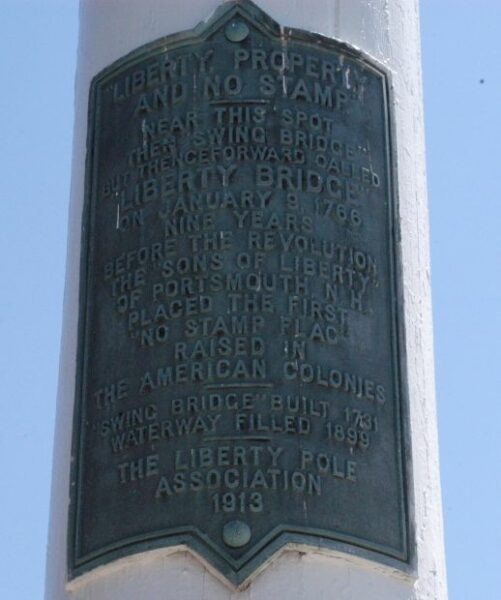 "LIBERTY PROPERTY
AND NO STAMP"
NEAR THIS SPOT
THEN "SWING BRIDGE"
BUT THENCEFORWARD CALLED
"LIBERTY BRIDGE"
ON JANUARY 9 1766
NINE YEARS
BEFORE THE REVOLUTION
THE "SONS OF LIBERTY"
OF PORTSMOUTH N.H.
PLACED THE FIRST
"NO STAMP FLAG"
RAISED IN
THE AMERICAN COLONIES
"SWING BRIDGE" BUILT 1731
WATERWAY FILLED 1899
THE LIBERTY POLE
ASSOCIATION
1913